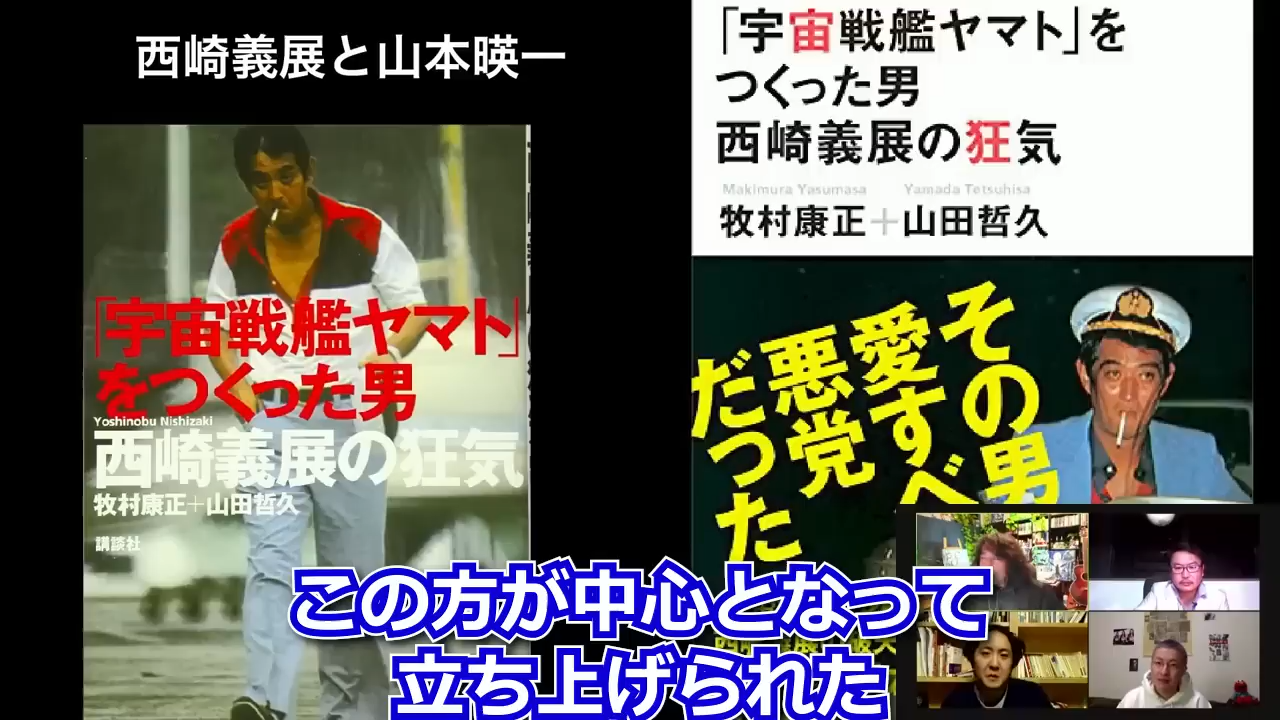 西崎義展と山本暎一
「宇宙戦艦ヤマト」
をつくった男
Yoshinobu Nishizaki
西崎義展の狂気
牧村康正+山田哲久
講談社
「宇宙戦艦ヤマト」を
つくった男
西崎義展の狂気
Makimura Yasumasa Yamada Tetsuhisa
牧村康正+山田哲久
その男
愛すべ
悪党
だった
この方が中心となって
立ち上げられた